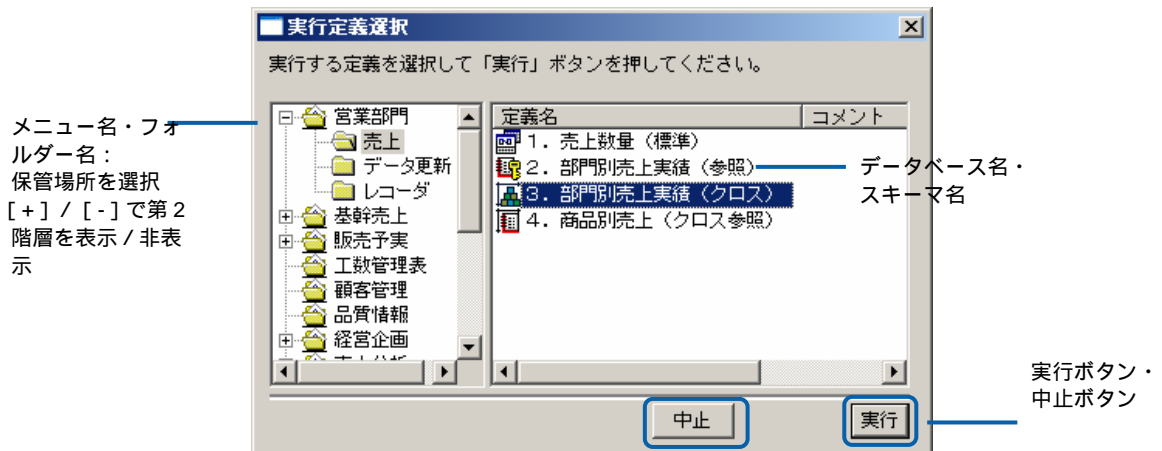 実行定義選択
実行する定義を選択して「実行」ボタンを押してください。
メニュー名・フォ
ルダー名：
保管場所を選択
[+] / [-] で第２
階層を表示 / 非表
示
営業部門
売上
データ更新
レコーダ
基幹売上
販売予実
工数管理表
顧客管理
品質情報
経営企画
定義名
コメント
1. 売上数量（標準）
2. 部門別売上実績（参照）
3. 部門別売上実績（クロス）
4. 商品別売上（クロス参照）
データベース名・
スキーマ名
中止
実行
実行ボタン・
中止ボタン